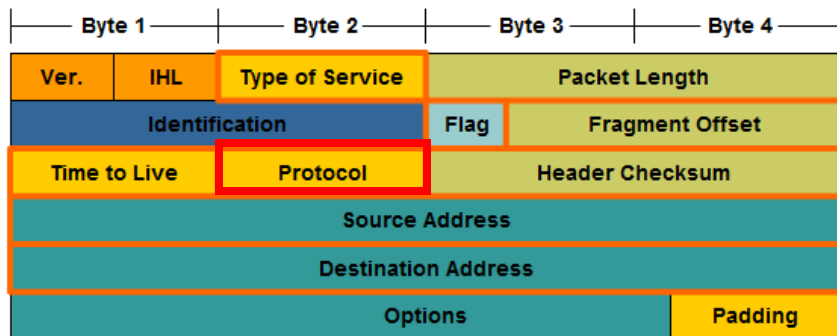 Byte 1 Byte 2 Byte 3 Byte 4
Ver. IHL Type of Service Packet Length
Identification Flag Fragment Offset
Time to Live Protocol Header Checksum
Source Address
Destination Address
Options Padding